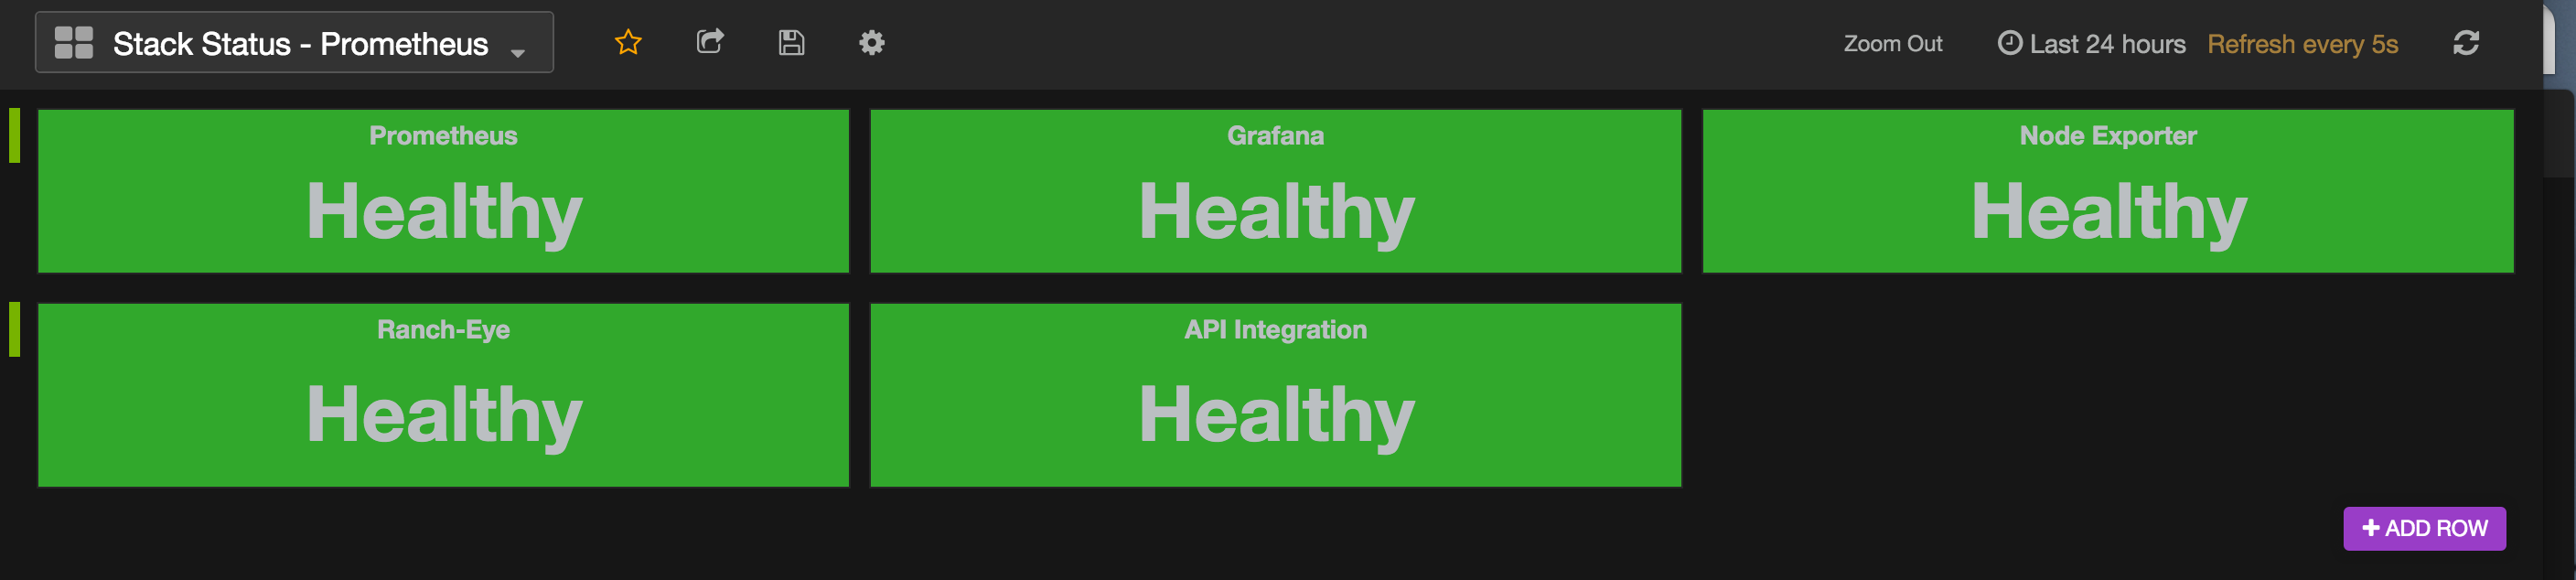 Stack Status - Prometheus
Zoom Out
Last 24 hours
Refresh every 5s
Prometheus
Healthy
Grafana
Healthy
Node Exporter
Healthy
Ranch-Eye
Healthy
API Integration
Healthy
+ ADD ROW